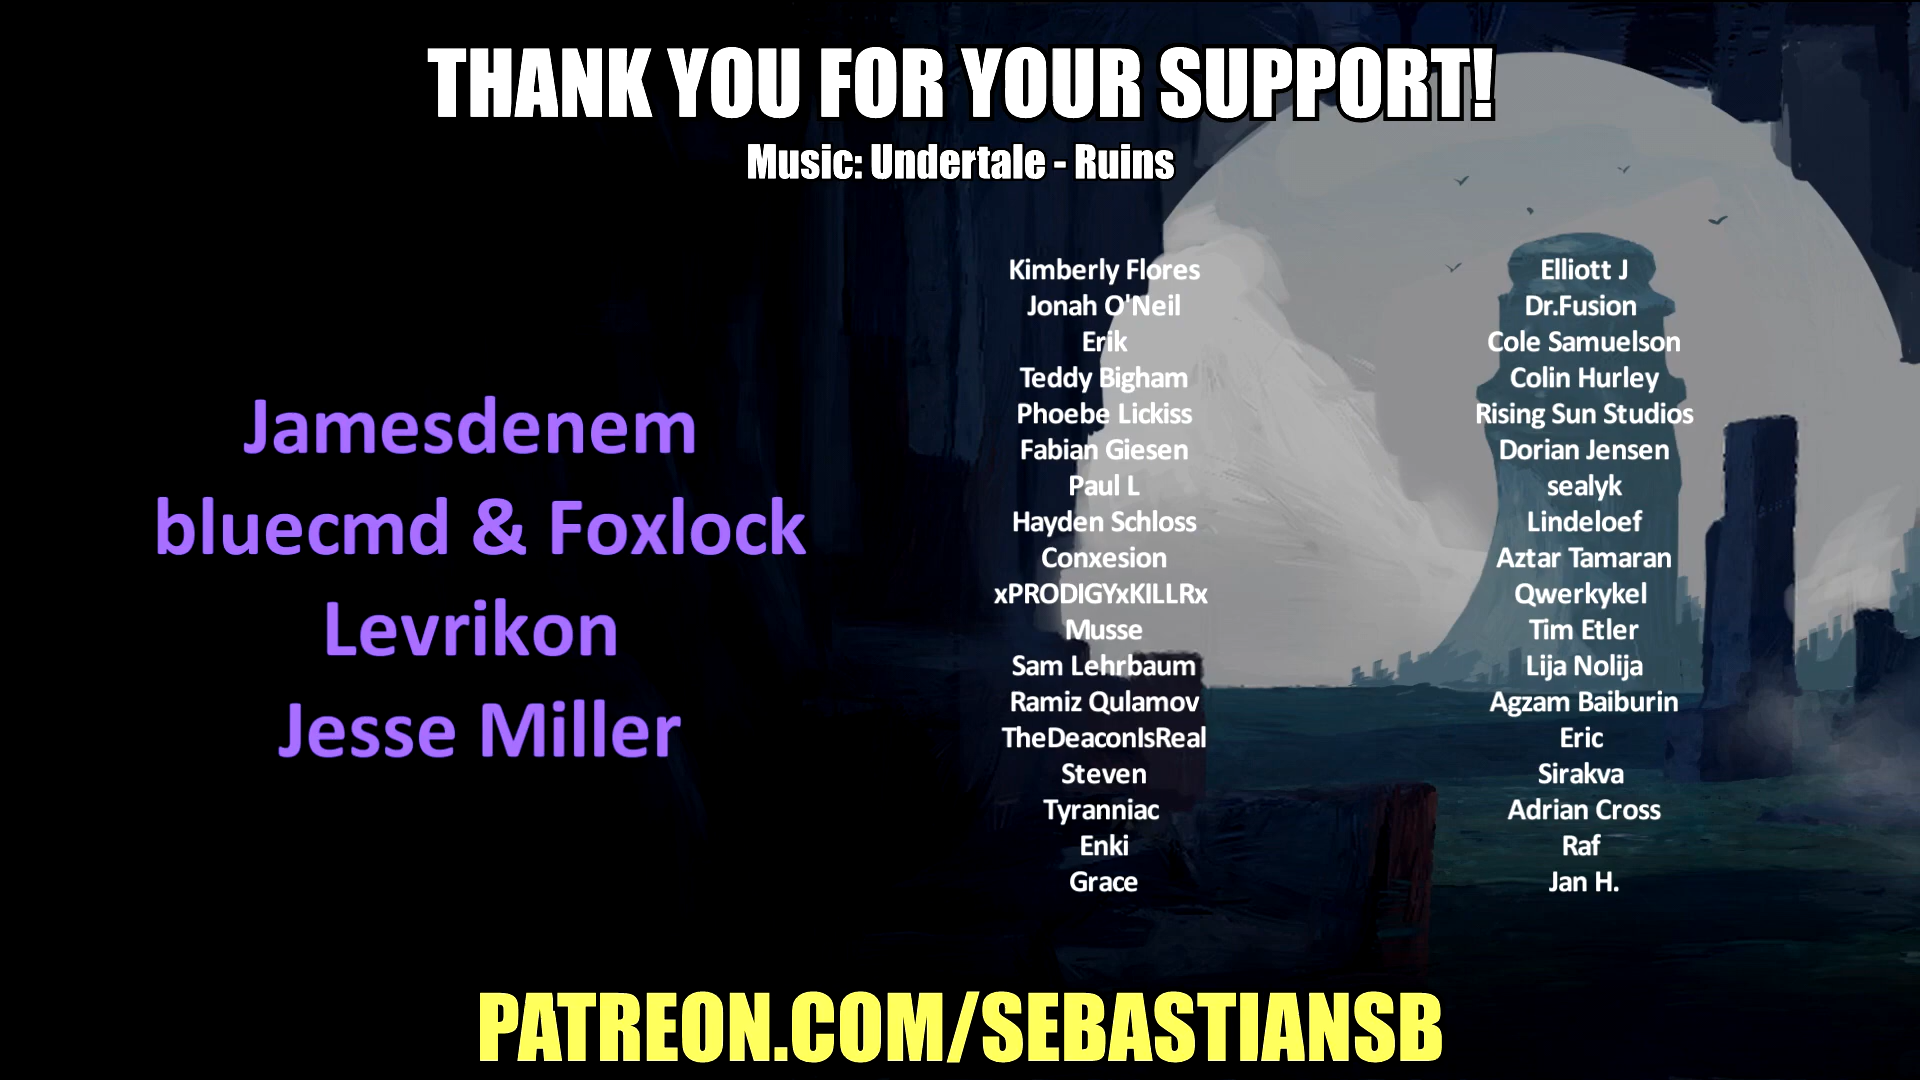 THANK YOU FOR YOUR SUPPORT!
Music: Undertale - Ruins
Jamesdenem
bluecmd & Foxlock
Levrikon
Jesse Miller
Kimberly Flores
Jonah O'Neil
Erik
Teddy Bigham
Phoebe Lickiss
Fabian Giesen
Paul L
Hayden Schloss
Conxesion
xPRODIGYxKILLRx
Musse
Sam Lehrbaum
Ramiz Qulamov
TheDeaconIsReal
Steven
Tyranniac
Enki
Grace
Elliott J
Dr.Fusion
Cole Samuelson
Colin Hurley
Rising Sun Studios
Dorian Jensen
sealyk
Lindeloef
Aztar Tamaran
Qwerkykel
Tim Etler
Lija Nolija
Agzam Baiburin
Eric
Sirakva
Adrian Cross
Raf
Jan H.
PATREON.COM/SEBASTIANSB